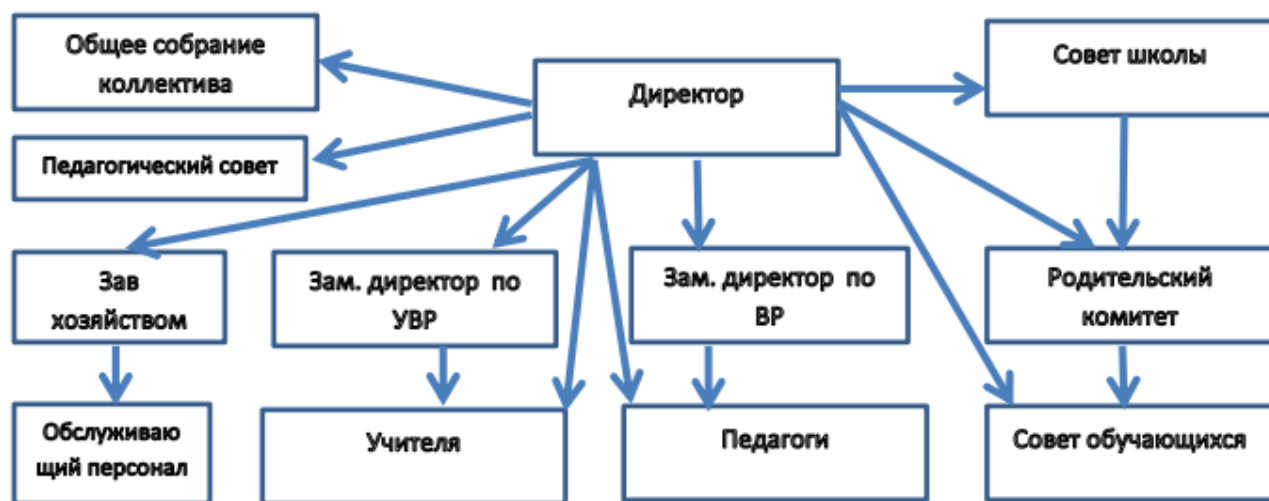 Общее собрание
коллектива
Директор
Совет школы
Педагогический совет
Зав
хозяйством
Зам. директор по
УВР
Зам. директор по
ВР
Родительский
комитет
Обслуживаю
щий персонал
Учителя
Педагоги
Совет обучающихся